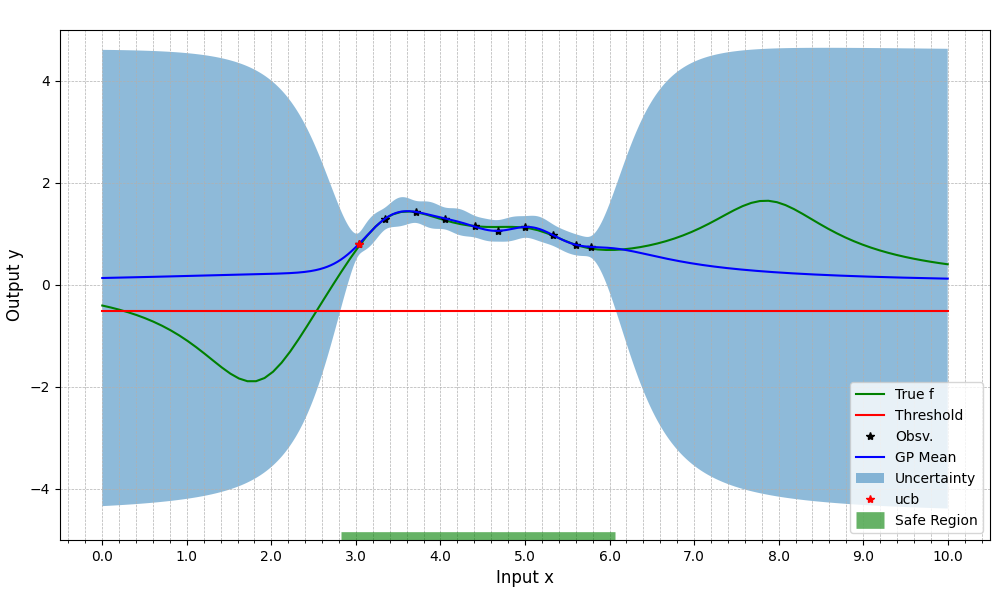 4
2
0
−2
−4
Output y
0.0 1.0 2.0 3.0 4.0 5.0 6.0 7.0 8.0 9.0 10.0
Input x
True f
Threshold
Obsv.
GP Mean
Uncertainty
ucb
Safe Region